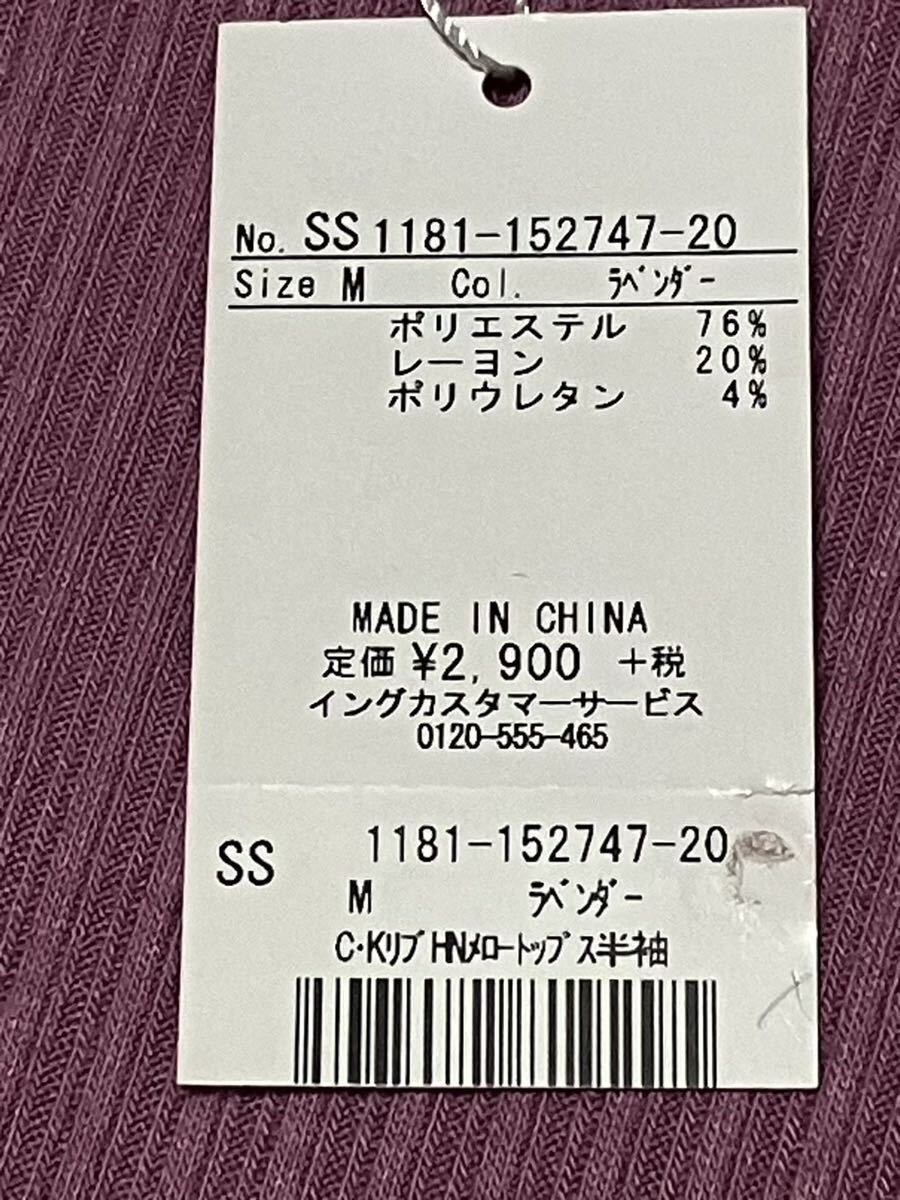 No. SS 1181-152747-20
Size M Col. ﾗﾍﾞﾝﾀﾞｰ
ポリエステル 76%
レーヨン 20%
ポリウレタン 4%
MADE IN CHINA
定価 ¥2,900 +税
イングカスタマーサービス
0120-555-465
SS 1181-152747-20
M ﾗﾍﾞﾝﾀﾞｰ
C・KﾘﾌﾞHNﾒﾛｰﾄｯﾌﾟｽ半袖